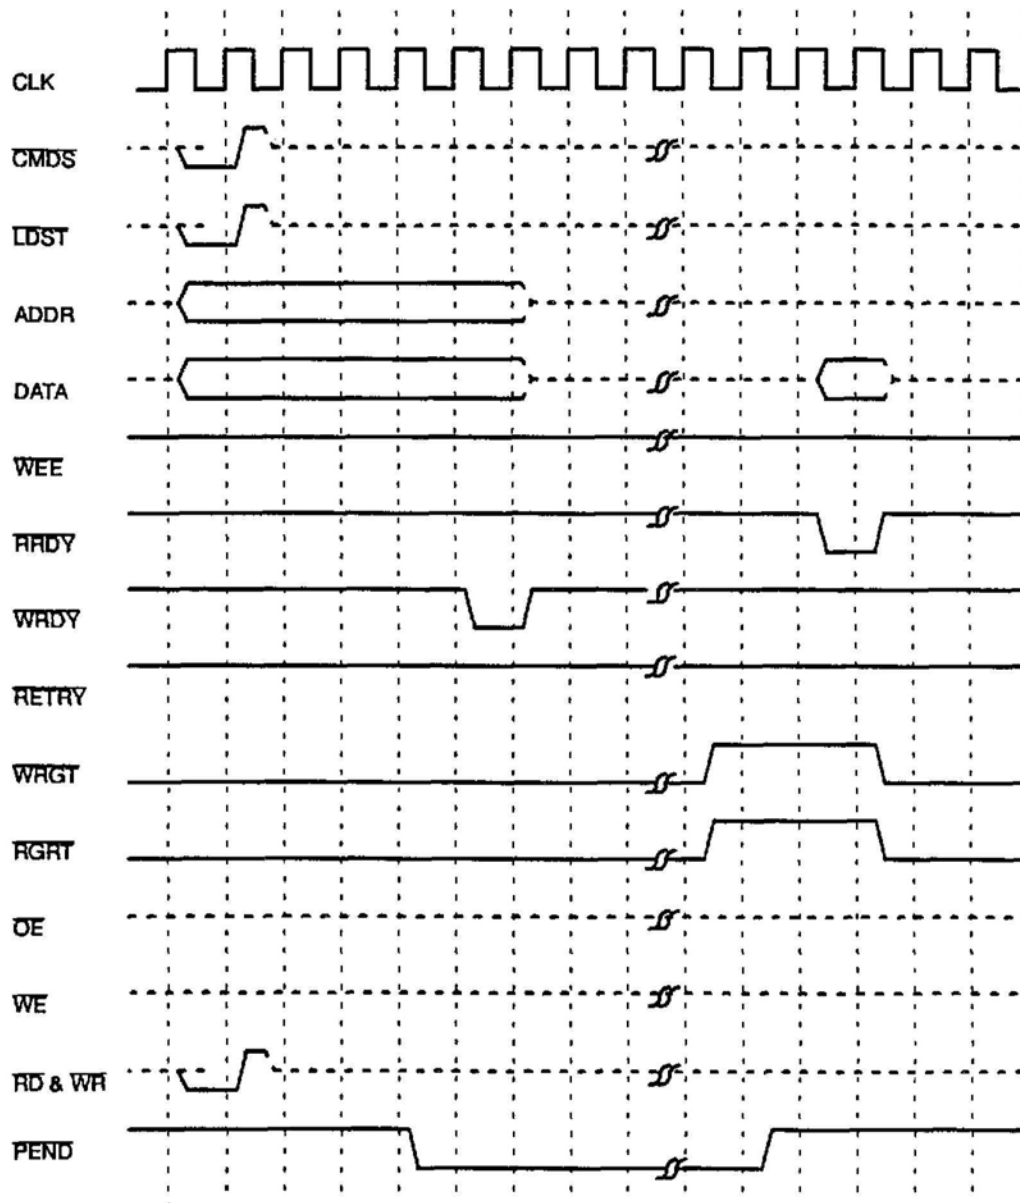 CLK
CMDS
LDST
ADDR
DATA
WEE
RRDY
WRDY
RETRY
WRGT
RGRT
OE
WE
RD & WR
PEND